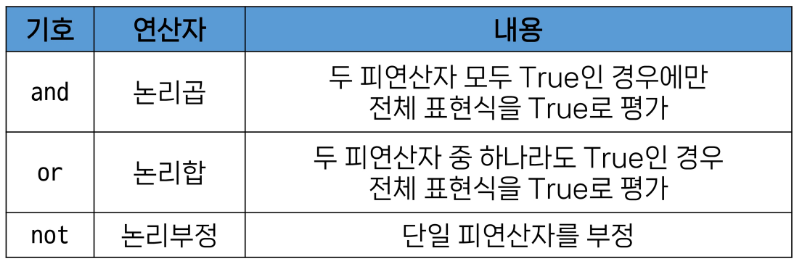 기호 연산자 내용
and 논리곱 두 피연산자 모두 True인 경우에만
전체 표현식을 True로 평가
or 논리합 두 피연산자 중 하나라도 True인 경우
전체 표현식을 True로 평가
not 논리부정 단일 피연산자를 부정